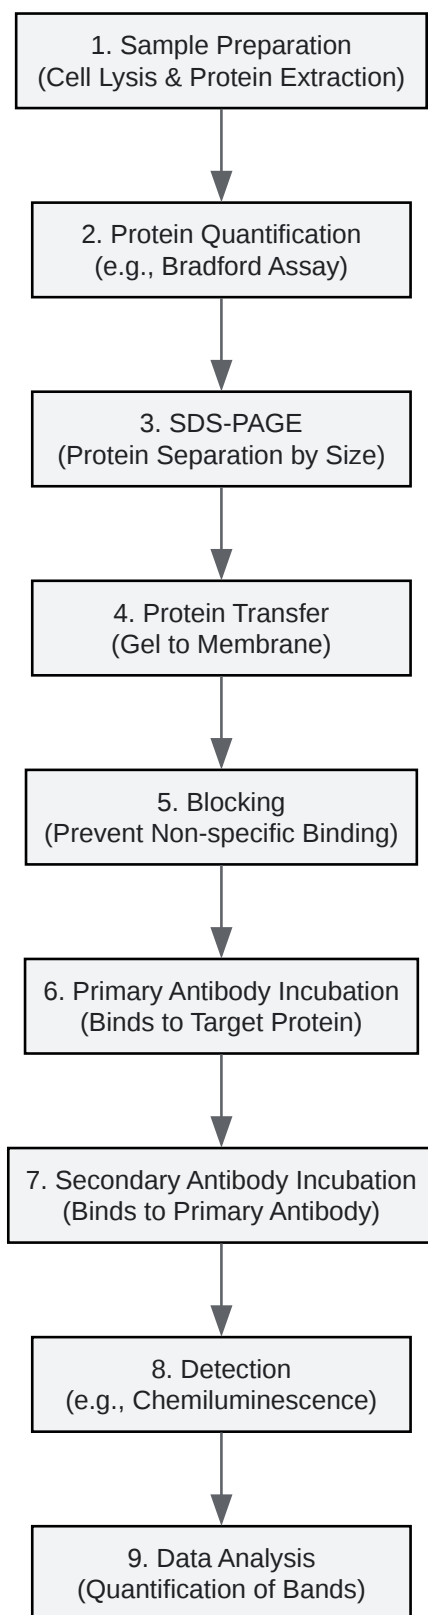 1. Sample Preparation
(Cell Lysis & Protein Extraction)
2. Protein Quantification
(e.g., Bradford Assay)
3. SDS-PAGE
(Protein Separation by Size)
4. Protein Transfer
(Gel to Membrane)
5. Blocking
(Prevent Non-specific Binding)
6. Primary Antibody Incubation
(Binds to Target Protein)
7. Secondary Antibody Incubation
(Binds to Primary Antibody)
8. Detection
(e.g., Chemiluminescence)
9. Data Analysis
(Quantification of Bands)